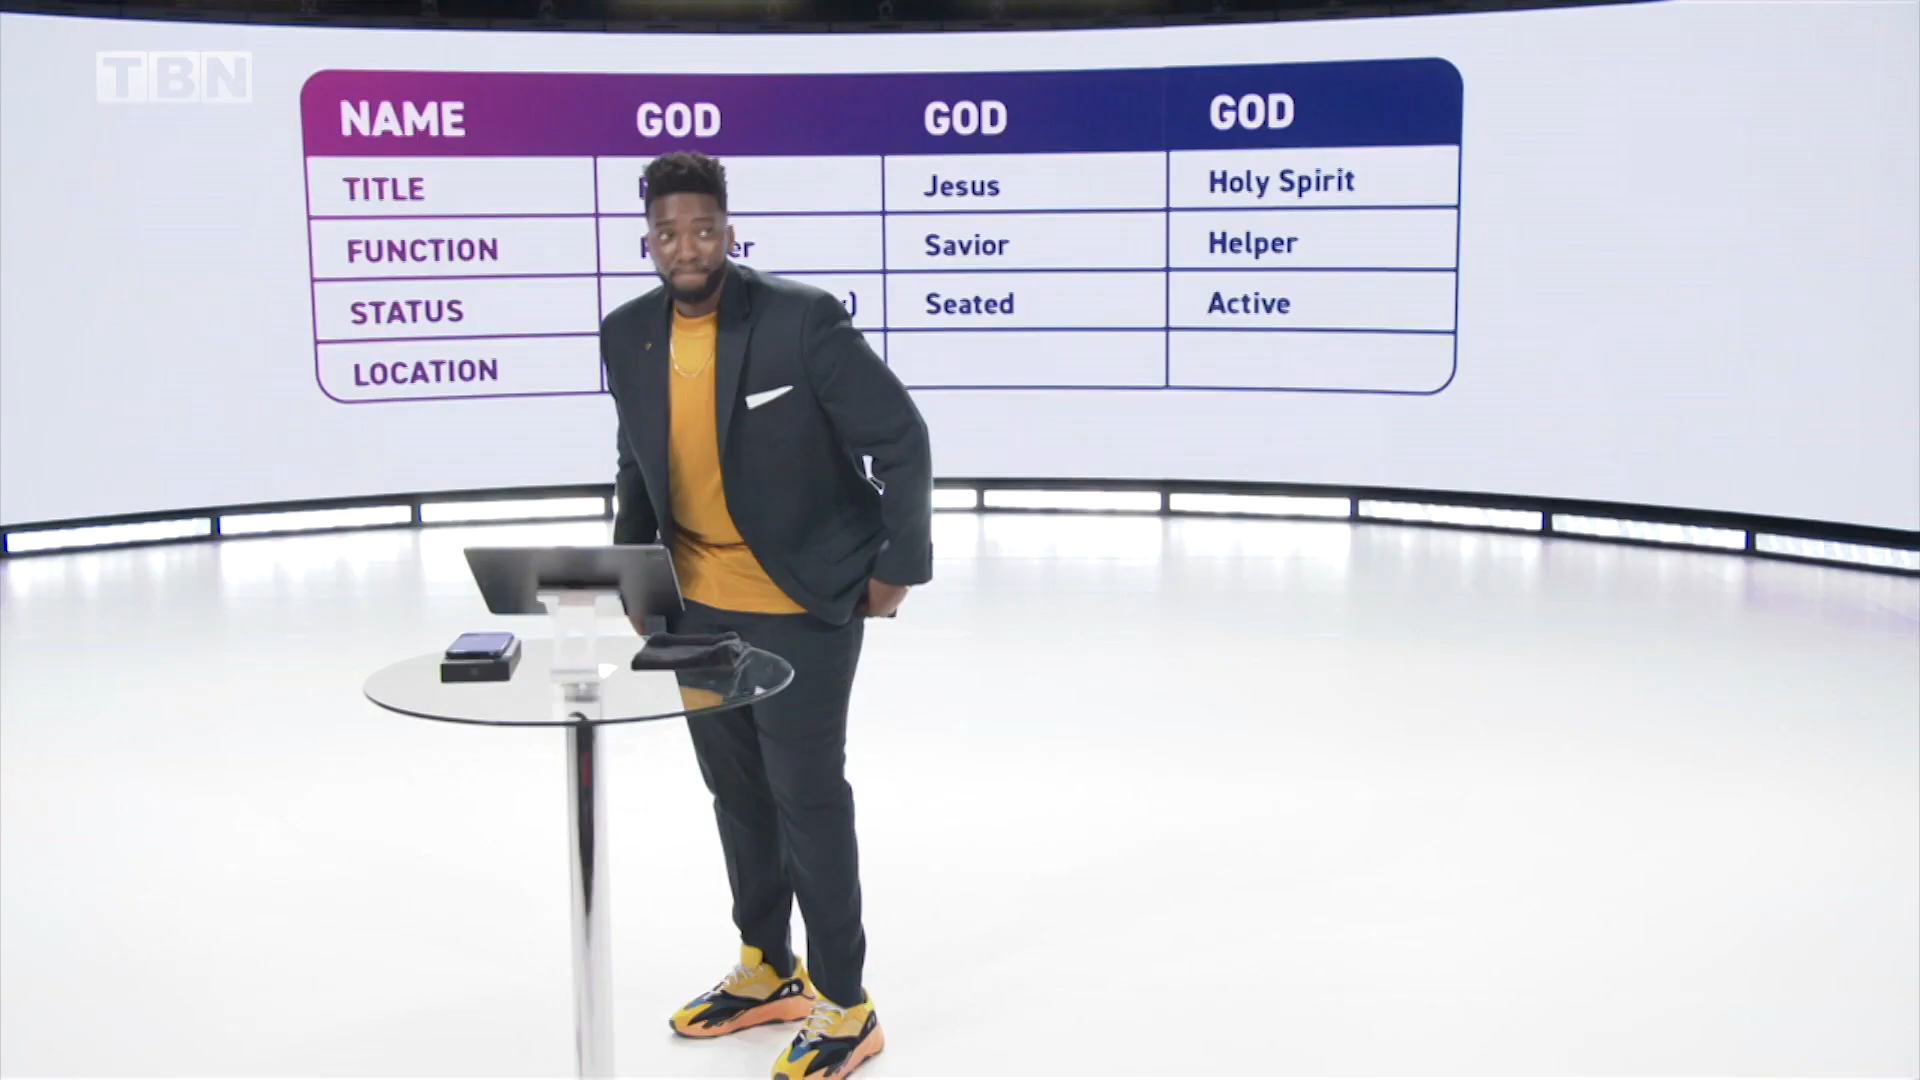 TBN
NAME GOD GOD GOD
TITLE Jesus Holy Spirit
FUNCTION Savior Helper
STATUS Seated Active
LOCATION